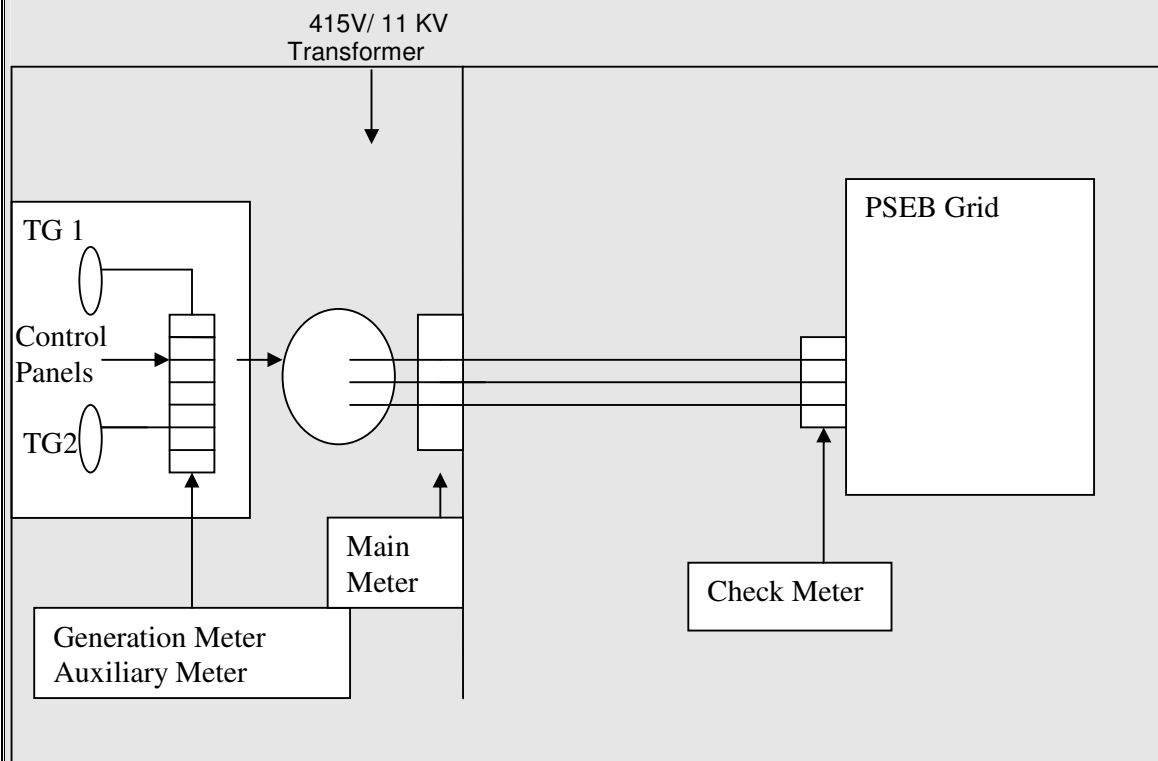 415V/ 11 KV
Transformer
PSEB Grid
TG 1
Control
Panels
TG2
Main
Meter
Check Meter
Generation Meter
Auxiliary Meter